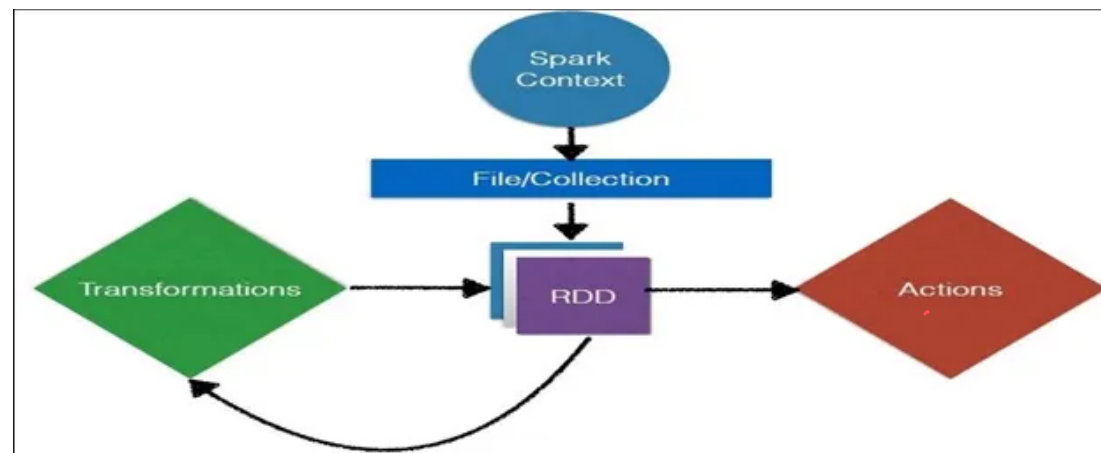 Spark
Context
File/Collection
Transformations
RDD
Actions